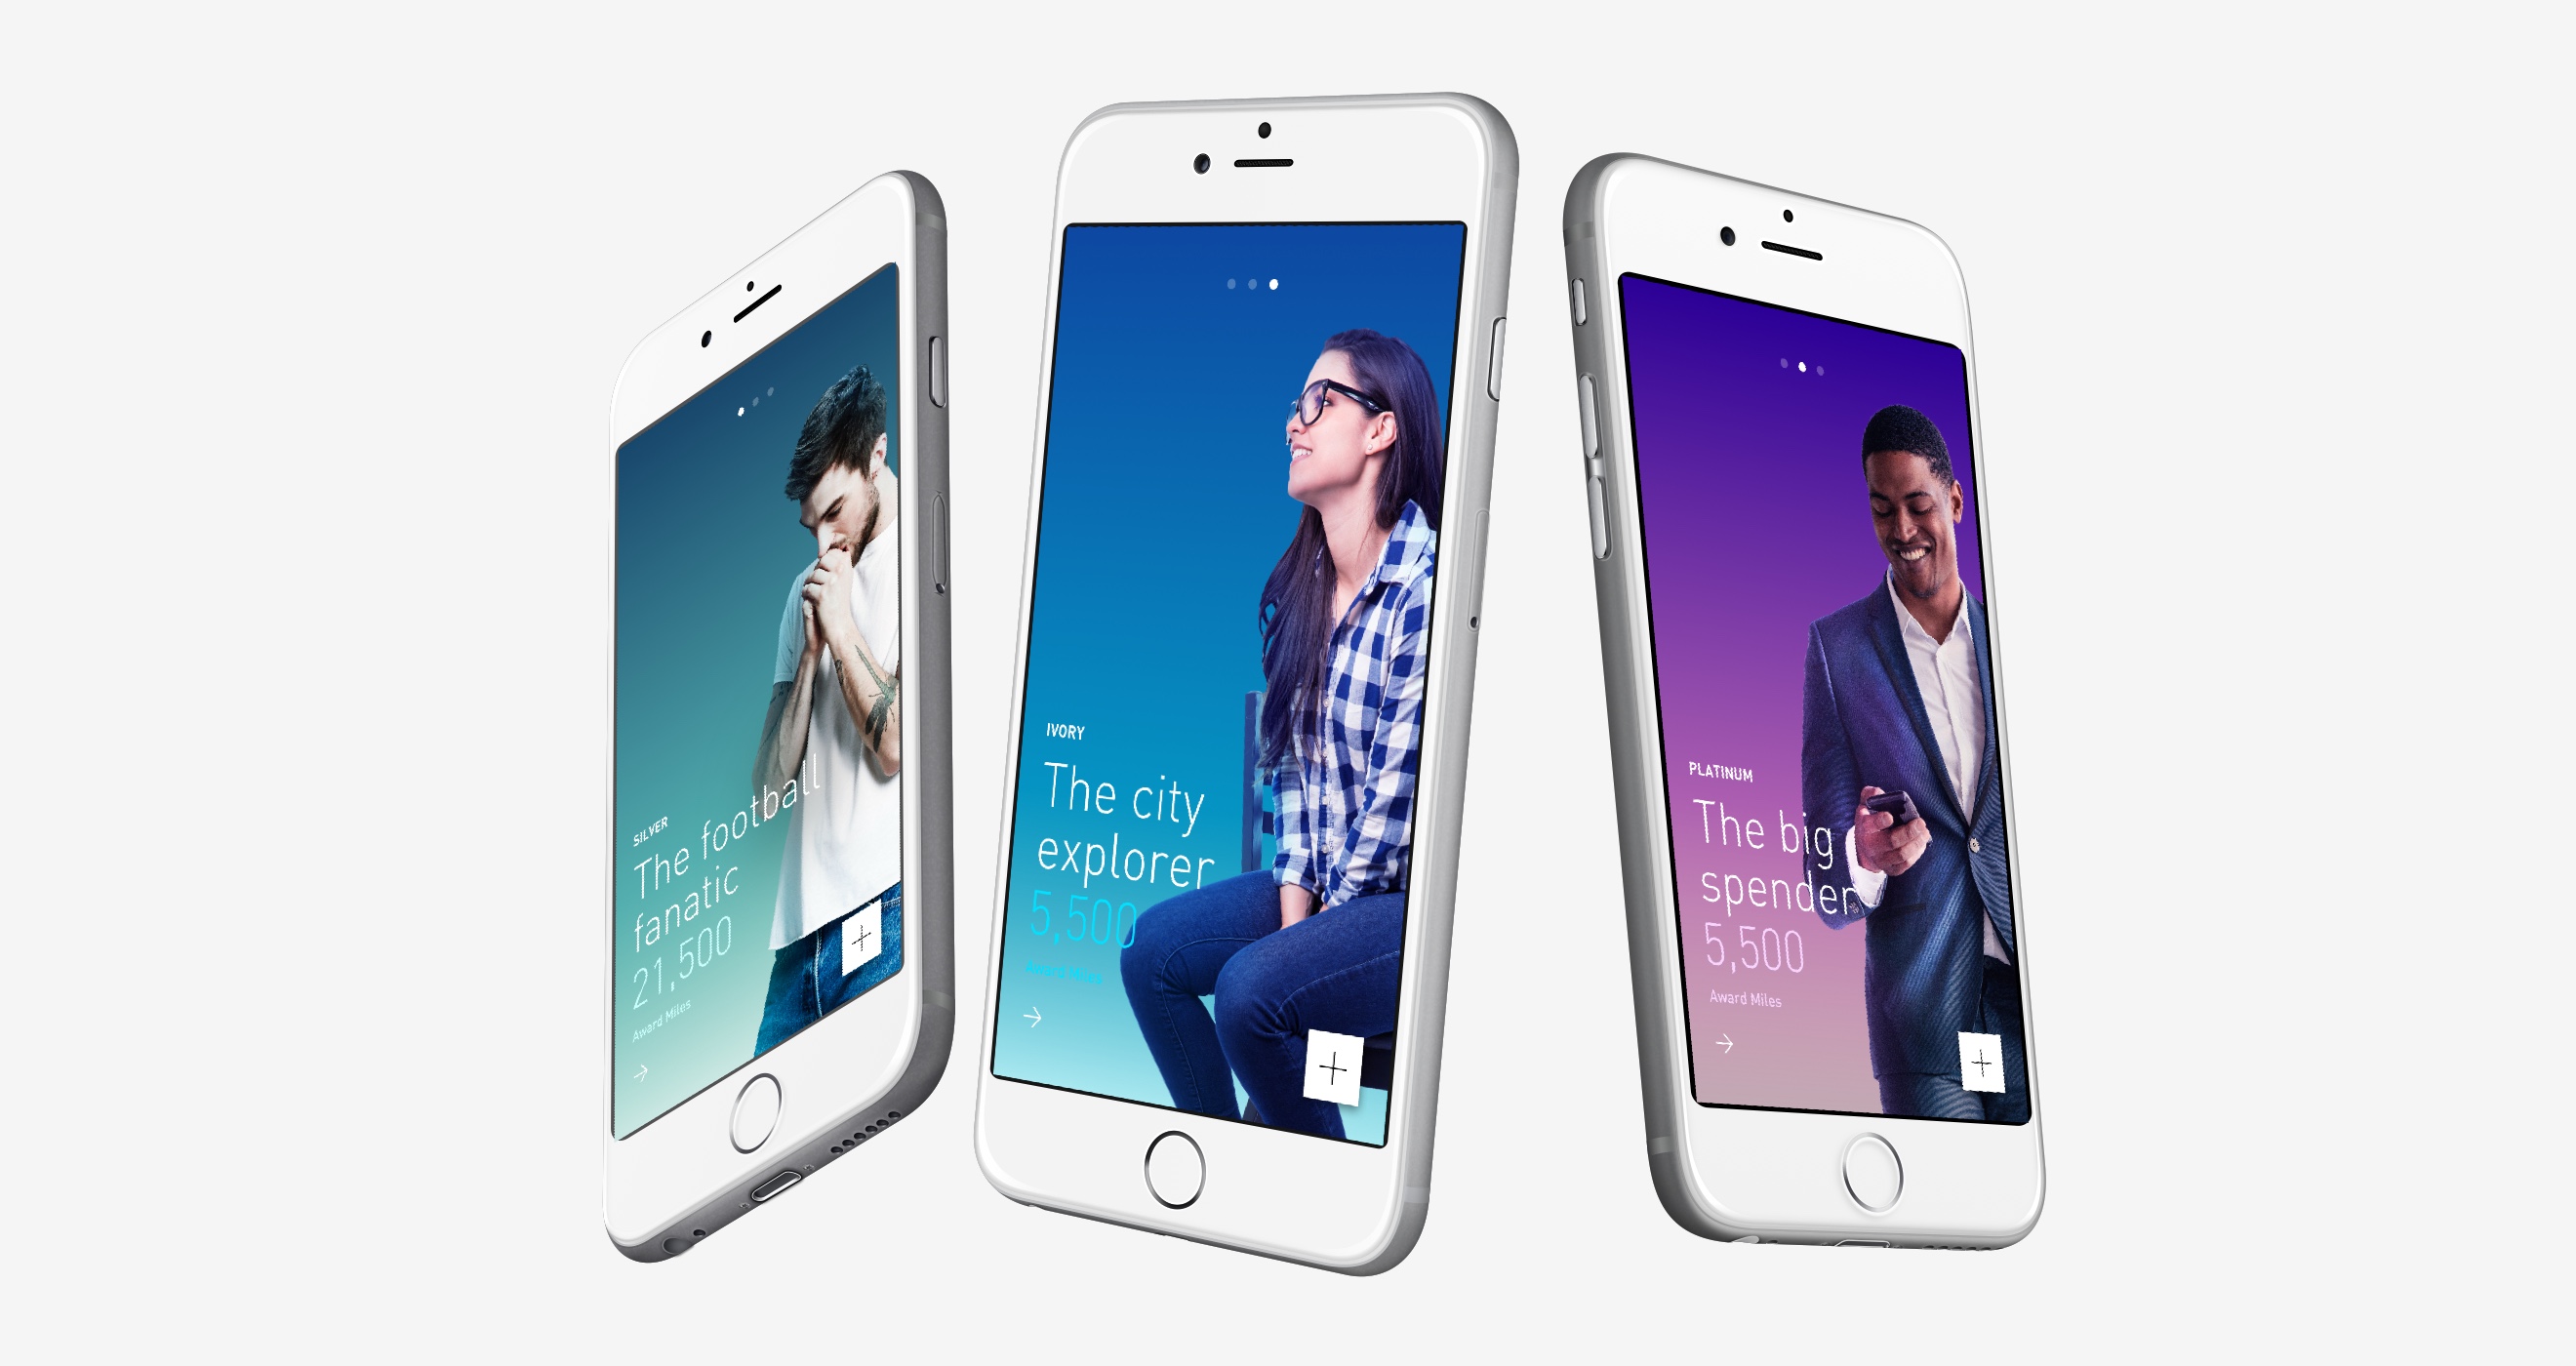 SILVER
The football
fanatic
21,500
Award Miles
IVORY
The city
explorer
5,500
Award Miles
PLATINUM
The big
spender
5,500
Award Miles